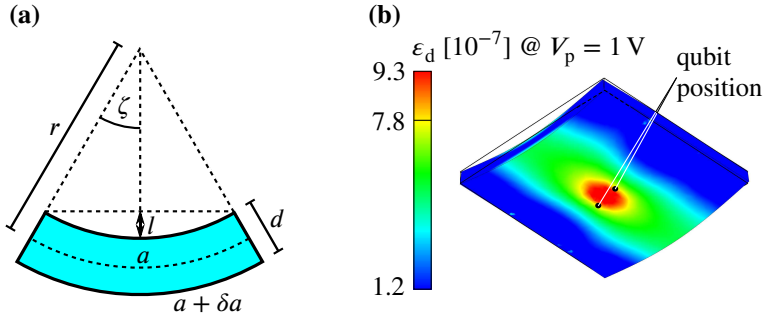 (a)
r
ζ
l
d
a
a + δa
(b)
ε_d [10⁻⁷] @ V_p = 1 V
9.3
7.8
1.2
qubit
position